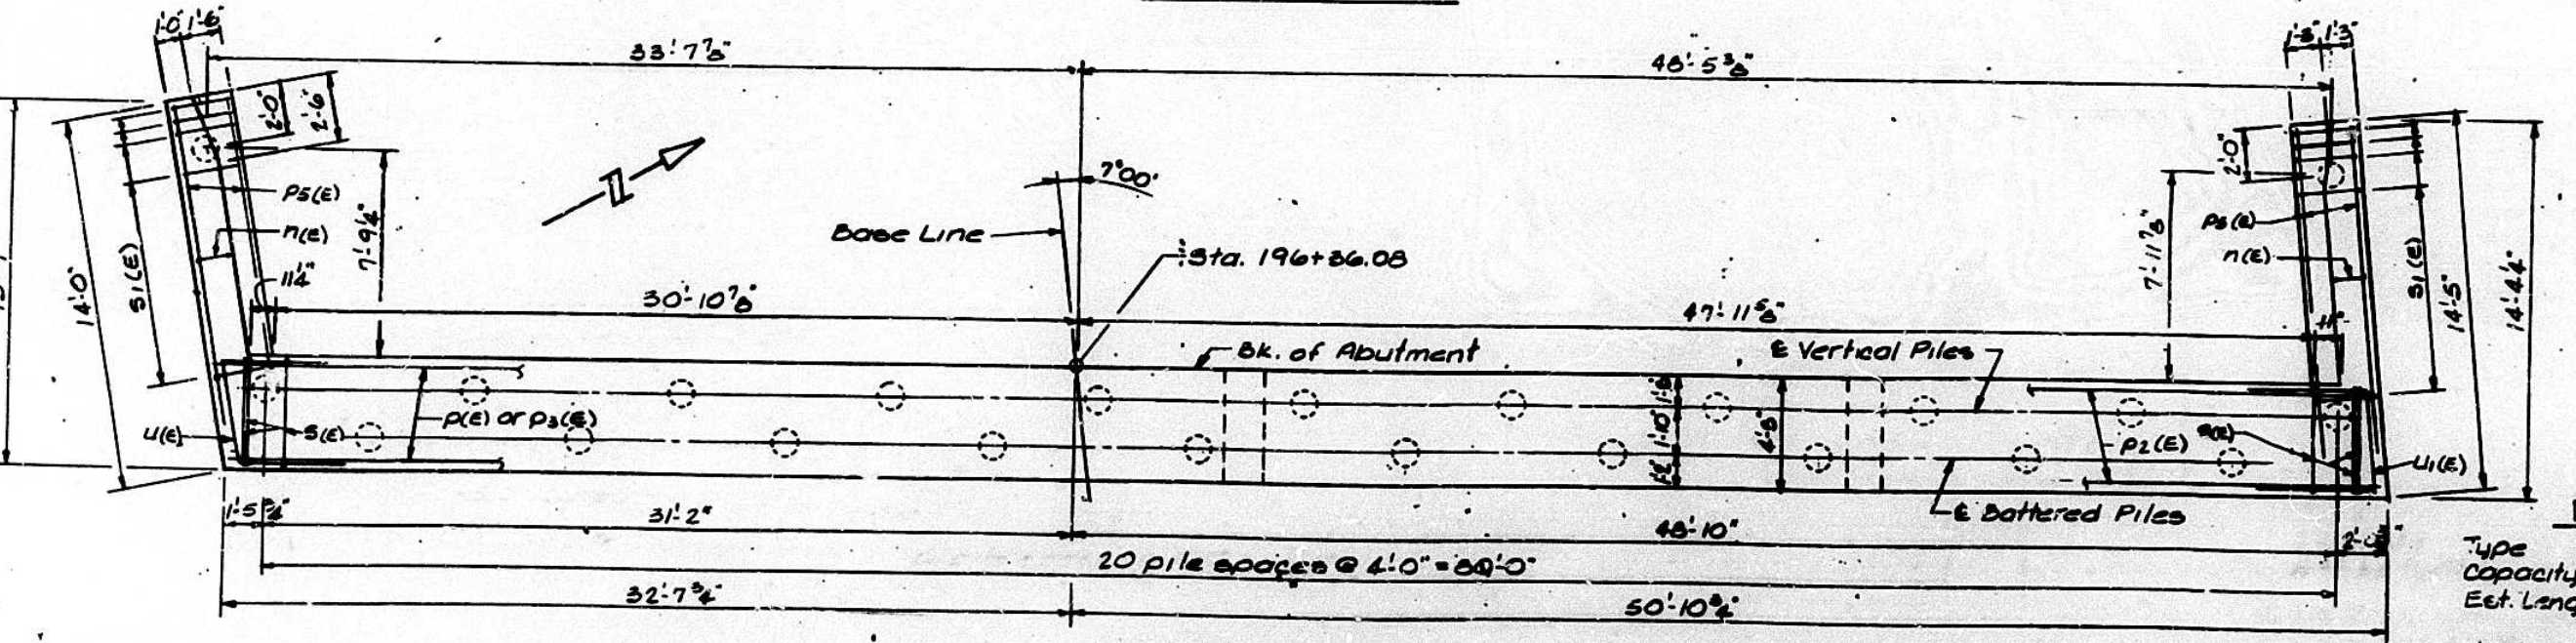 1'-0" 1'-6"
33'-7⅞"
48'-5⅜"
1'-3" 1'-3"
2'-0"
2'-6"
14'-0"
S1(E)
P5(E)
n(E)
11¼"
7'-9¼"
N
Base Line
7°00'
Sta. 196+36.08
30'-10⅞"
47'-11⅝"
2'-0"
n(E)
7'-11⅞"
11"
S1(E)
14'-5"
14'-4¼"
Bk. of Abutment
℄ Vertical Piles
U(E)
S(E)
P(E) or P3(E)
1'-10"
4'-8"
P2(E)
U1(E)
℄ Battered Piles
1'-5¾"
31'-2"
48'-10"
20 pile spaces @ 4'-0" = 80'-0"
32'-7¾"
50'-10¾"
Type
Capacity
Est. Leng